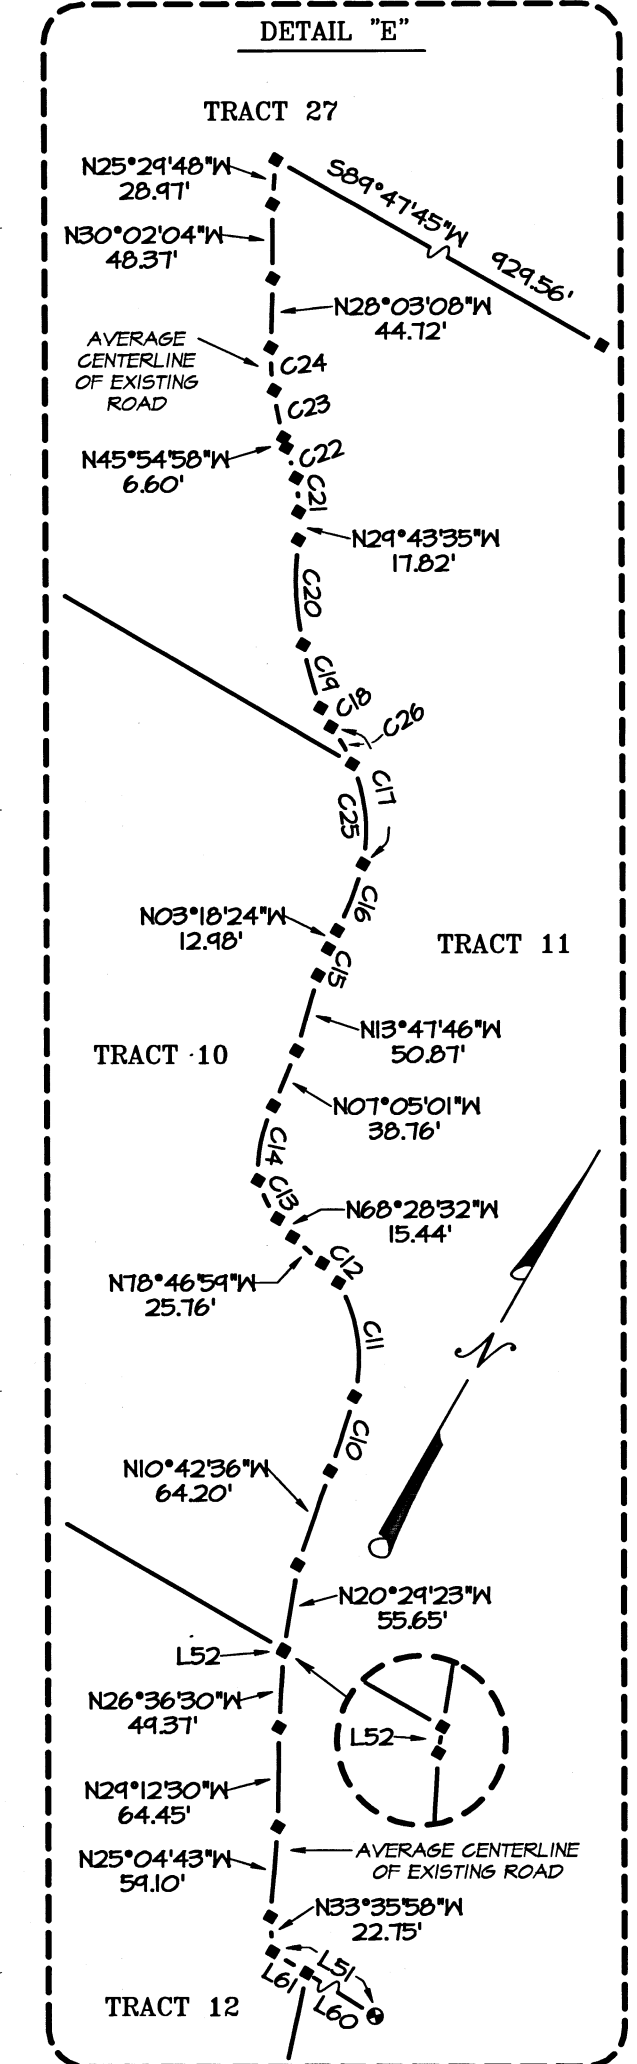 DETAIL "E"
TRACT 27
N25°29'48"W
28.97'
S89°47'45"W 929.56'
N30°02'04"W
48.37'
N28°03'08"W
44.72'
AVERAGE
CENTERLINE
OF EXISTING
ROAD
C24
C23
N45°54'58"W
6.60'
C22
C21
N29°43'35"W
17.82'
C20
C19
C18
C26
C17
C25
C16
N03°18'24"W
12.98'
TRACT 11
C15
N13°47'46"W
50.87'
TRACT 10
N07°05'01"W
38.76'
C14
C13
N68°28'32"W
15.44'
C12
N78°46'59"W
25.76'
C11
N
C10
N10°42'36"W
64.20'
N20°29'23"W
55.65'
L52
N26°36'30"W
49.37'
L52
N29°12'30"W
64.45'
AVERAGE CENTERLINE
OF EXISTING ROAD
N25°04'43"W
59.10'
N33°35'58"W
22.75'
L51
L61
L60
TRACT 12